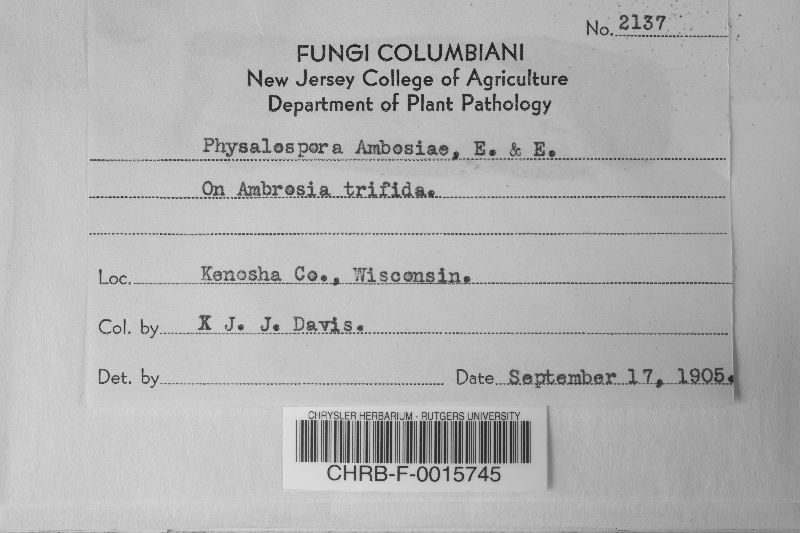 No. 2137
FUNGI COLUMBIANI
New Jersey College of Agriculture
Department of Plant Pathology
Physalospora Ambosiae, E. & E.
On Ambrosia trifida.
Loc. Kenosha Co., Wisconsin.
Col. by X J. J. Davis.
Det. by Date September 17, 1905.
CHRYSLER HERBARIUM - RUTGERS UNIVERSITY
CHRB-F-0015745